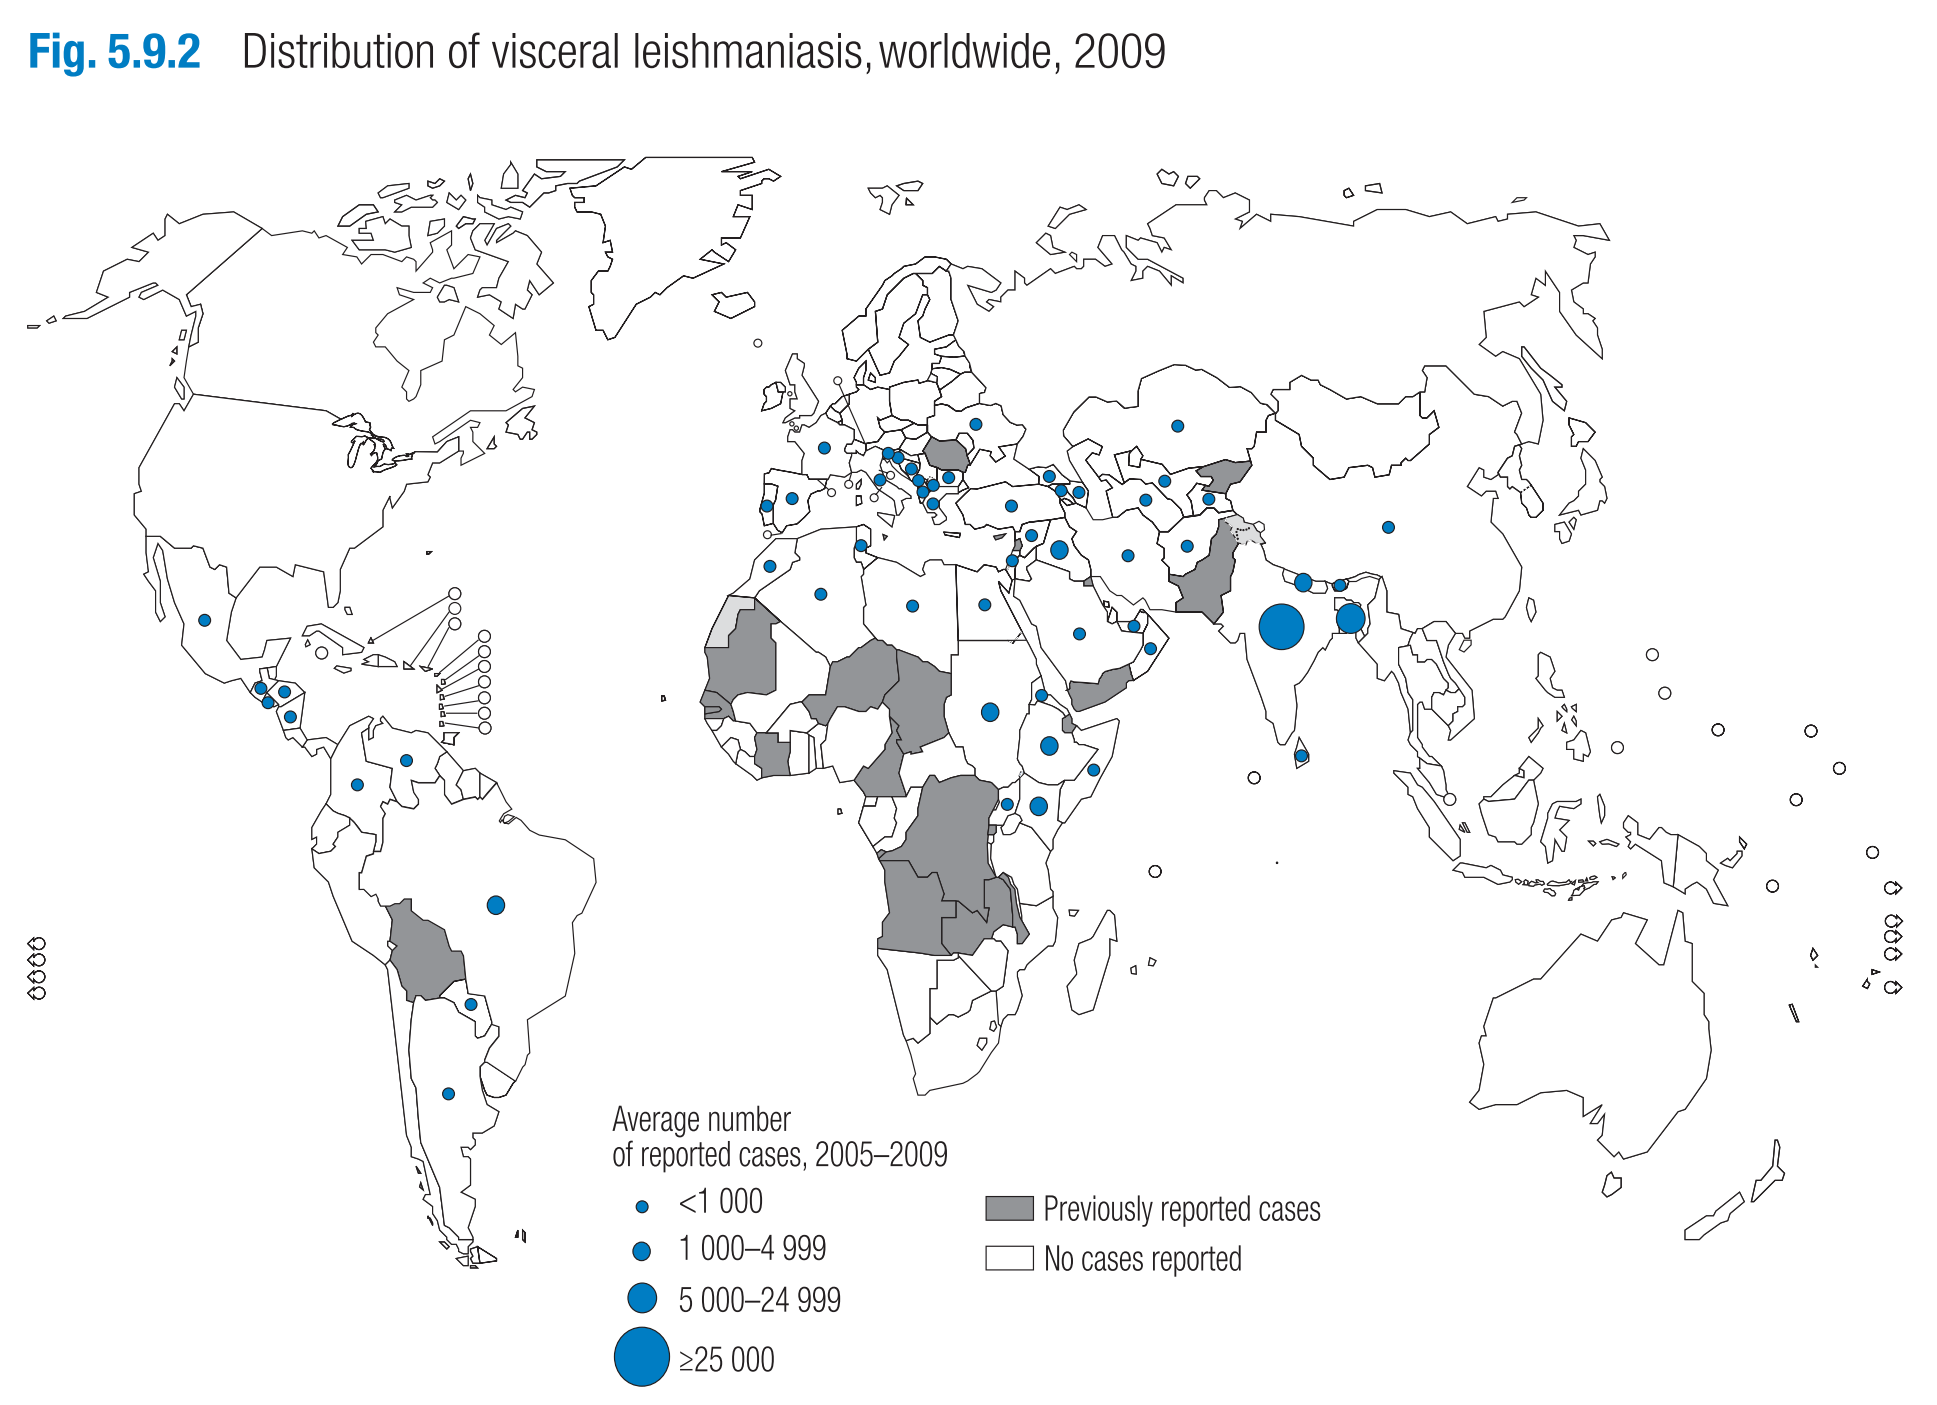 Fig. 5.9.2 Distribution of visceral leishmaniasis, worldwide, 2009
Average number
of reported cases, 2005–2009
<1 000
1 000–4 999
5 000–24 999
≥25 000
Previously reported cases
No cases reported